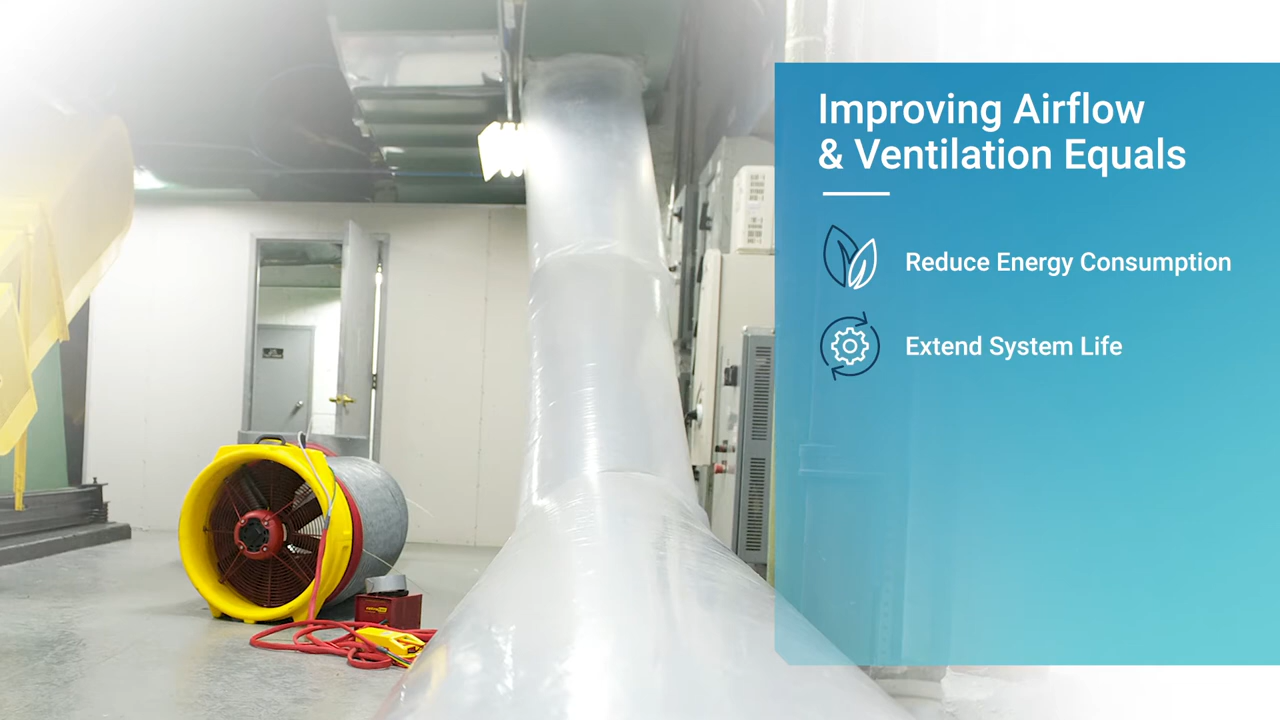 Improving Airflow
& Ventilation Equals
Reduce Energy Consumption
Extend System Life